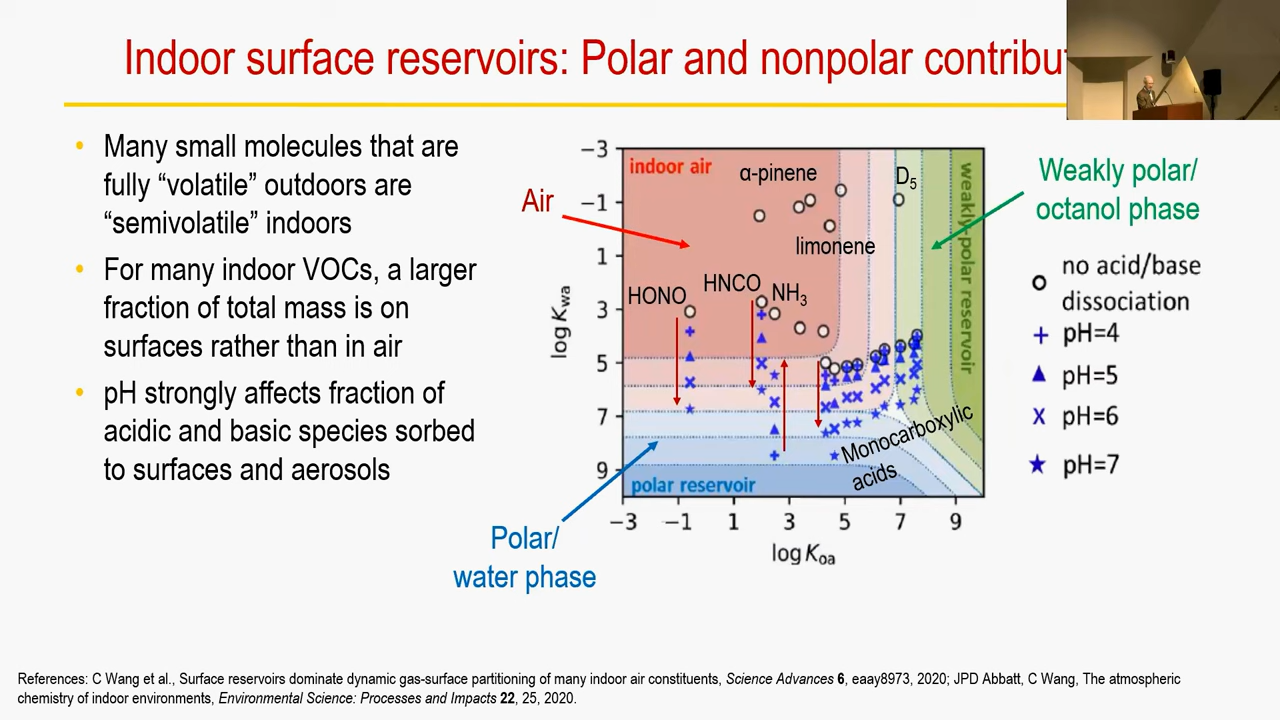 Indoor surface reservoirs: Polar and nonpolar contribu
• Many small molecules that are
fully “volatile” outdoors are
“semivolatile” indoors
• For many indoor VOCs, a larger
fraction of total mass is on
surfaces rather than in air
• pH strongly affects fraction of
acidic and basic species sorbed
to surfaces and aerosols
Air
Polar/
water phase
Weakly polar/
octanol phase
indoor air
α-pinene
D5
limonene
HONO
HNCO
NH3
weakly-polar reservoir
Monocarboxylic
acids
polar reservoir
log Kwa
−3
−1
1
3
5
7
9
−3 −1 1 3 5 7 9
log Koa
no acid/base
dissociation
pH=4
pH=5
pH=6
pH=7
References: C Wang et al., Surface reservoirs dominate dynamic gas-surface partitioning of many indoor air constituents, Science Advances 6, eaay8973, 2020; JPD Abbatt, C Wang, The atmospheric
chemistry of indoor environments, Environmental Science: Processes and Impacts 22, 25, 2020.